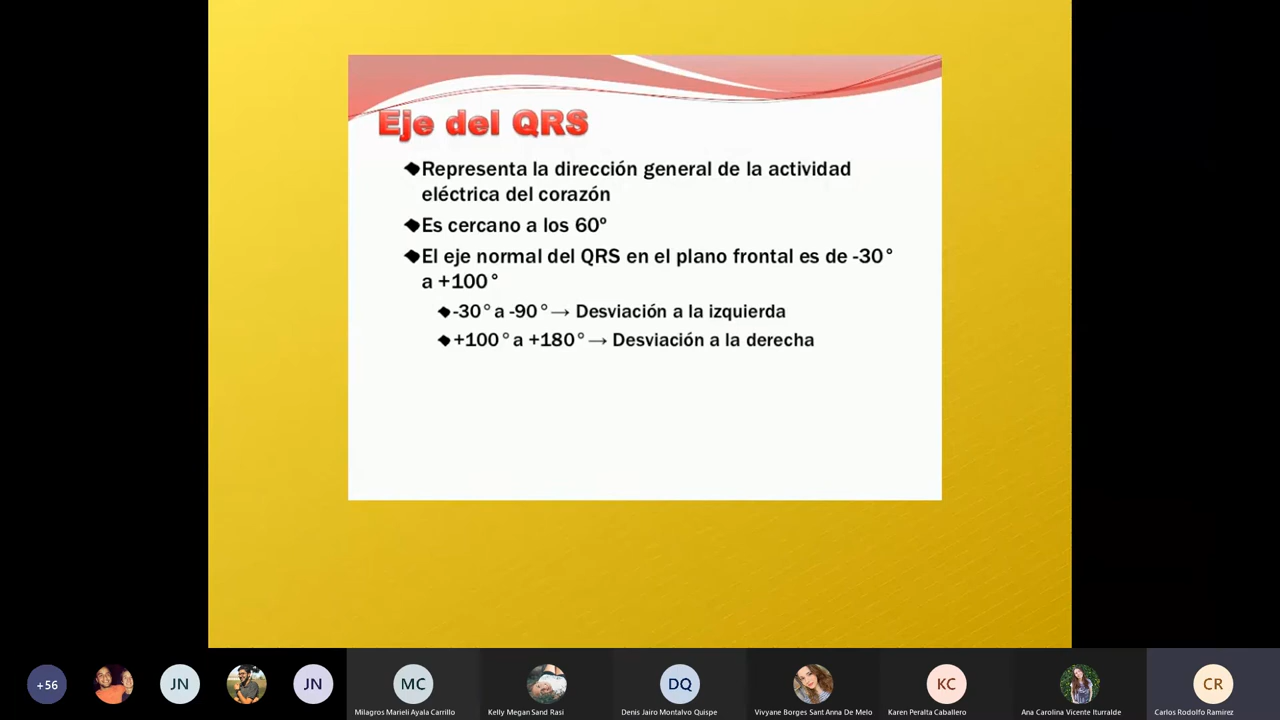 Eje del QRS
Representa la dirección general de la actividad
eléctrica del corazón
Es cercano a los 60º
El eje normal del QRS en el plano frontal es de -30°
a +100°
-30° a -90° → Desviación a la izquierda
+100° a +180° → Desviación a la derecha
+56
JN
JN
MC
DQ
KC
CR
Milagros Marieli Ayala Carrillo
Kelly Megan Sand Rasi
Denis Jairo Montalvo Quispe
Vivyane Borges Sant Anna De Melo
Karen Peralta Caballero
Ana Carolina Vicente Iturralde
Carlos Rodolfo Ramirez